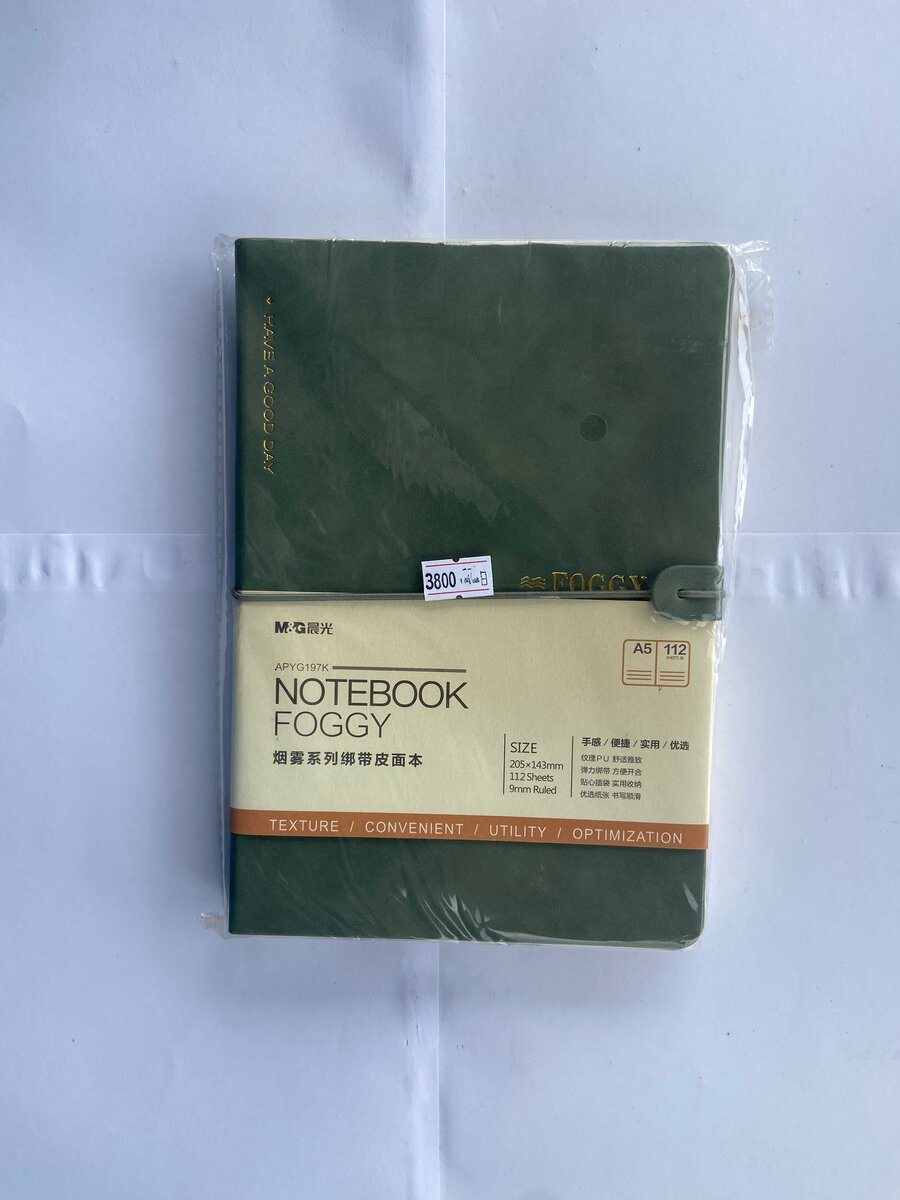 HAVE A GOOD DAY
3800
FOGGY
M&G晨光
A5 112
SHEETS
APYG197K
NOTEBOOK
FOGGY
烟雾系列绑带皮面本
SIZE
205×143mm
112 Sheets
9mm Ruled
手感 / 便捷 / 实用 / 优选
纹理PU 舒适雅致
弹力绑带 方便开合
贴心插袋 实用收纳
优选纸张 书写顺滑
TEXTURE / CONVENIENT / UTILITY / OPTIMIZATION